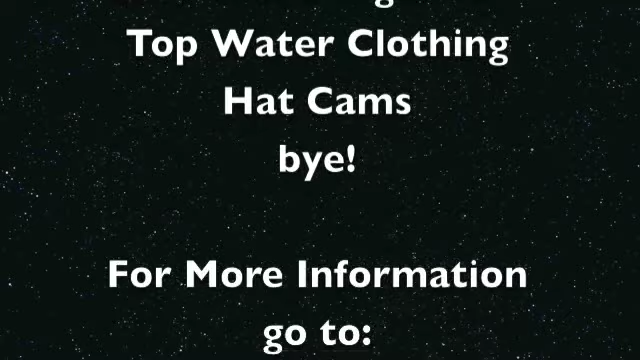 Top Water Clothing
Hat Cams
bye!
For More Information
go to: